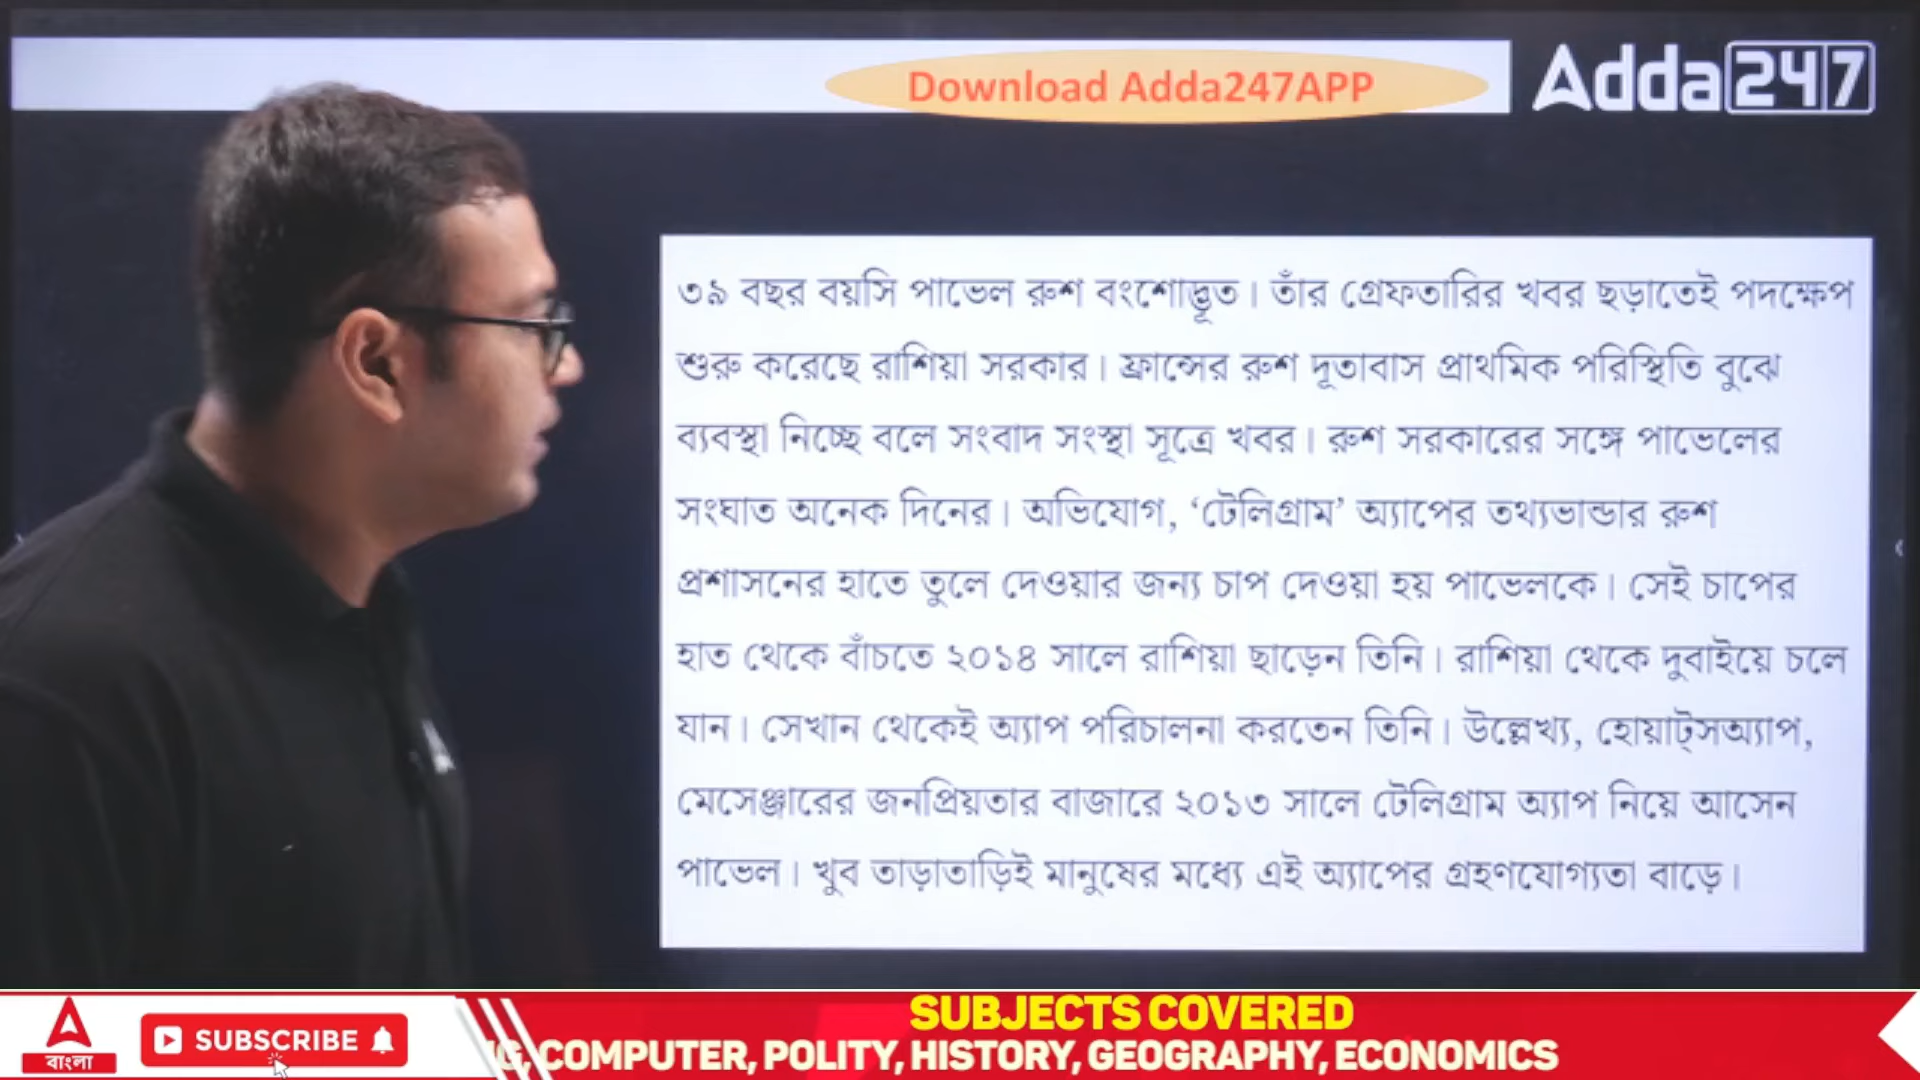 Download Adda247APP
Adda247
৩৯ বছর বয়সি পাভেল রুশ বংশোদ্ভূত। তাঁর গ্রেফতারির খবর ছড়াতেই পদক্ষেপ
শুরু করেছে রাশিয়া সরকার। ফ্রান্সের রুশ দূতাবাস প্রাথমিক পরিস্থিতি বুঝে
ব্যবস্থা নিচ্ছে বলে সংবাদ সংস্থা সূত্রে খবর। রুশ সরকারের সঙ্গে পাভেলের
সংঘাত অনেক দিনের। অভিযোগ, ‘টেলিগ্রাম’ অ্যাপের তথ্যভান্ডার রুশ
প্রশাসনের হাতে তুলে দেওয়ার জন্য চাপ দেওয়া হয় পাভেলকে। সেই চাপের
হাত থেকে বাঁচতে ২০১৪ সালে রাশিয়া ছাড়েন তিনি। রাশিয়া থেকে দুবাইয়ে চলে
যান। সেখান থেকেই অ্যাপ পরিচালনা করতেন তিনি। উল্লেখ্য, হোয়াট্সঅ্যাপ,
মেসেঞ্জারের জনপ্রিয়তার বাজারে ২০১৩ সালে টেলিগ্রাম অ্যাপ নিয়ে আসেন
পাভেল। খুব তাড়াতাড়িই মানুষের মধ্যে এই অ্যাপের গ্রহণযোগ্যতা বাড়ে।
বাংলা
SUBSCRIBE
SUBJECTS COVERED
G, COMPUTER, POLITY, HISTORY, GEOGRAPHY, ECONOMICS